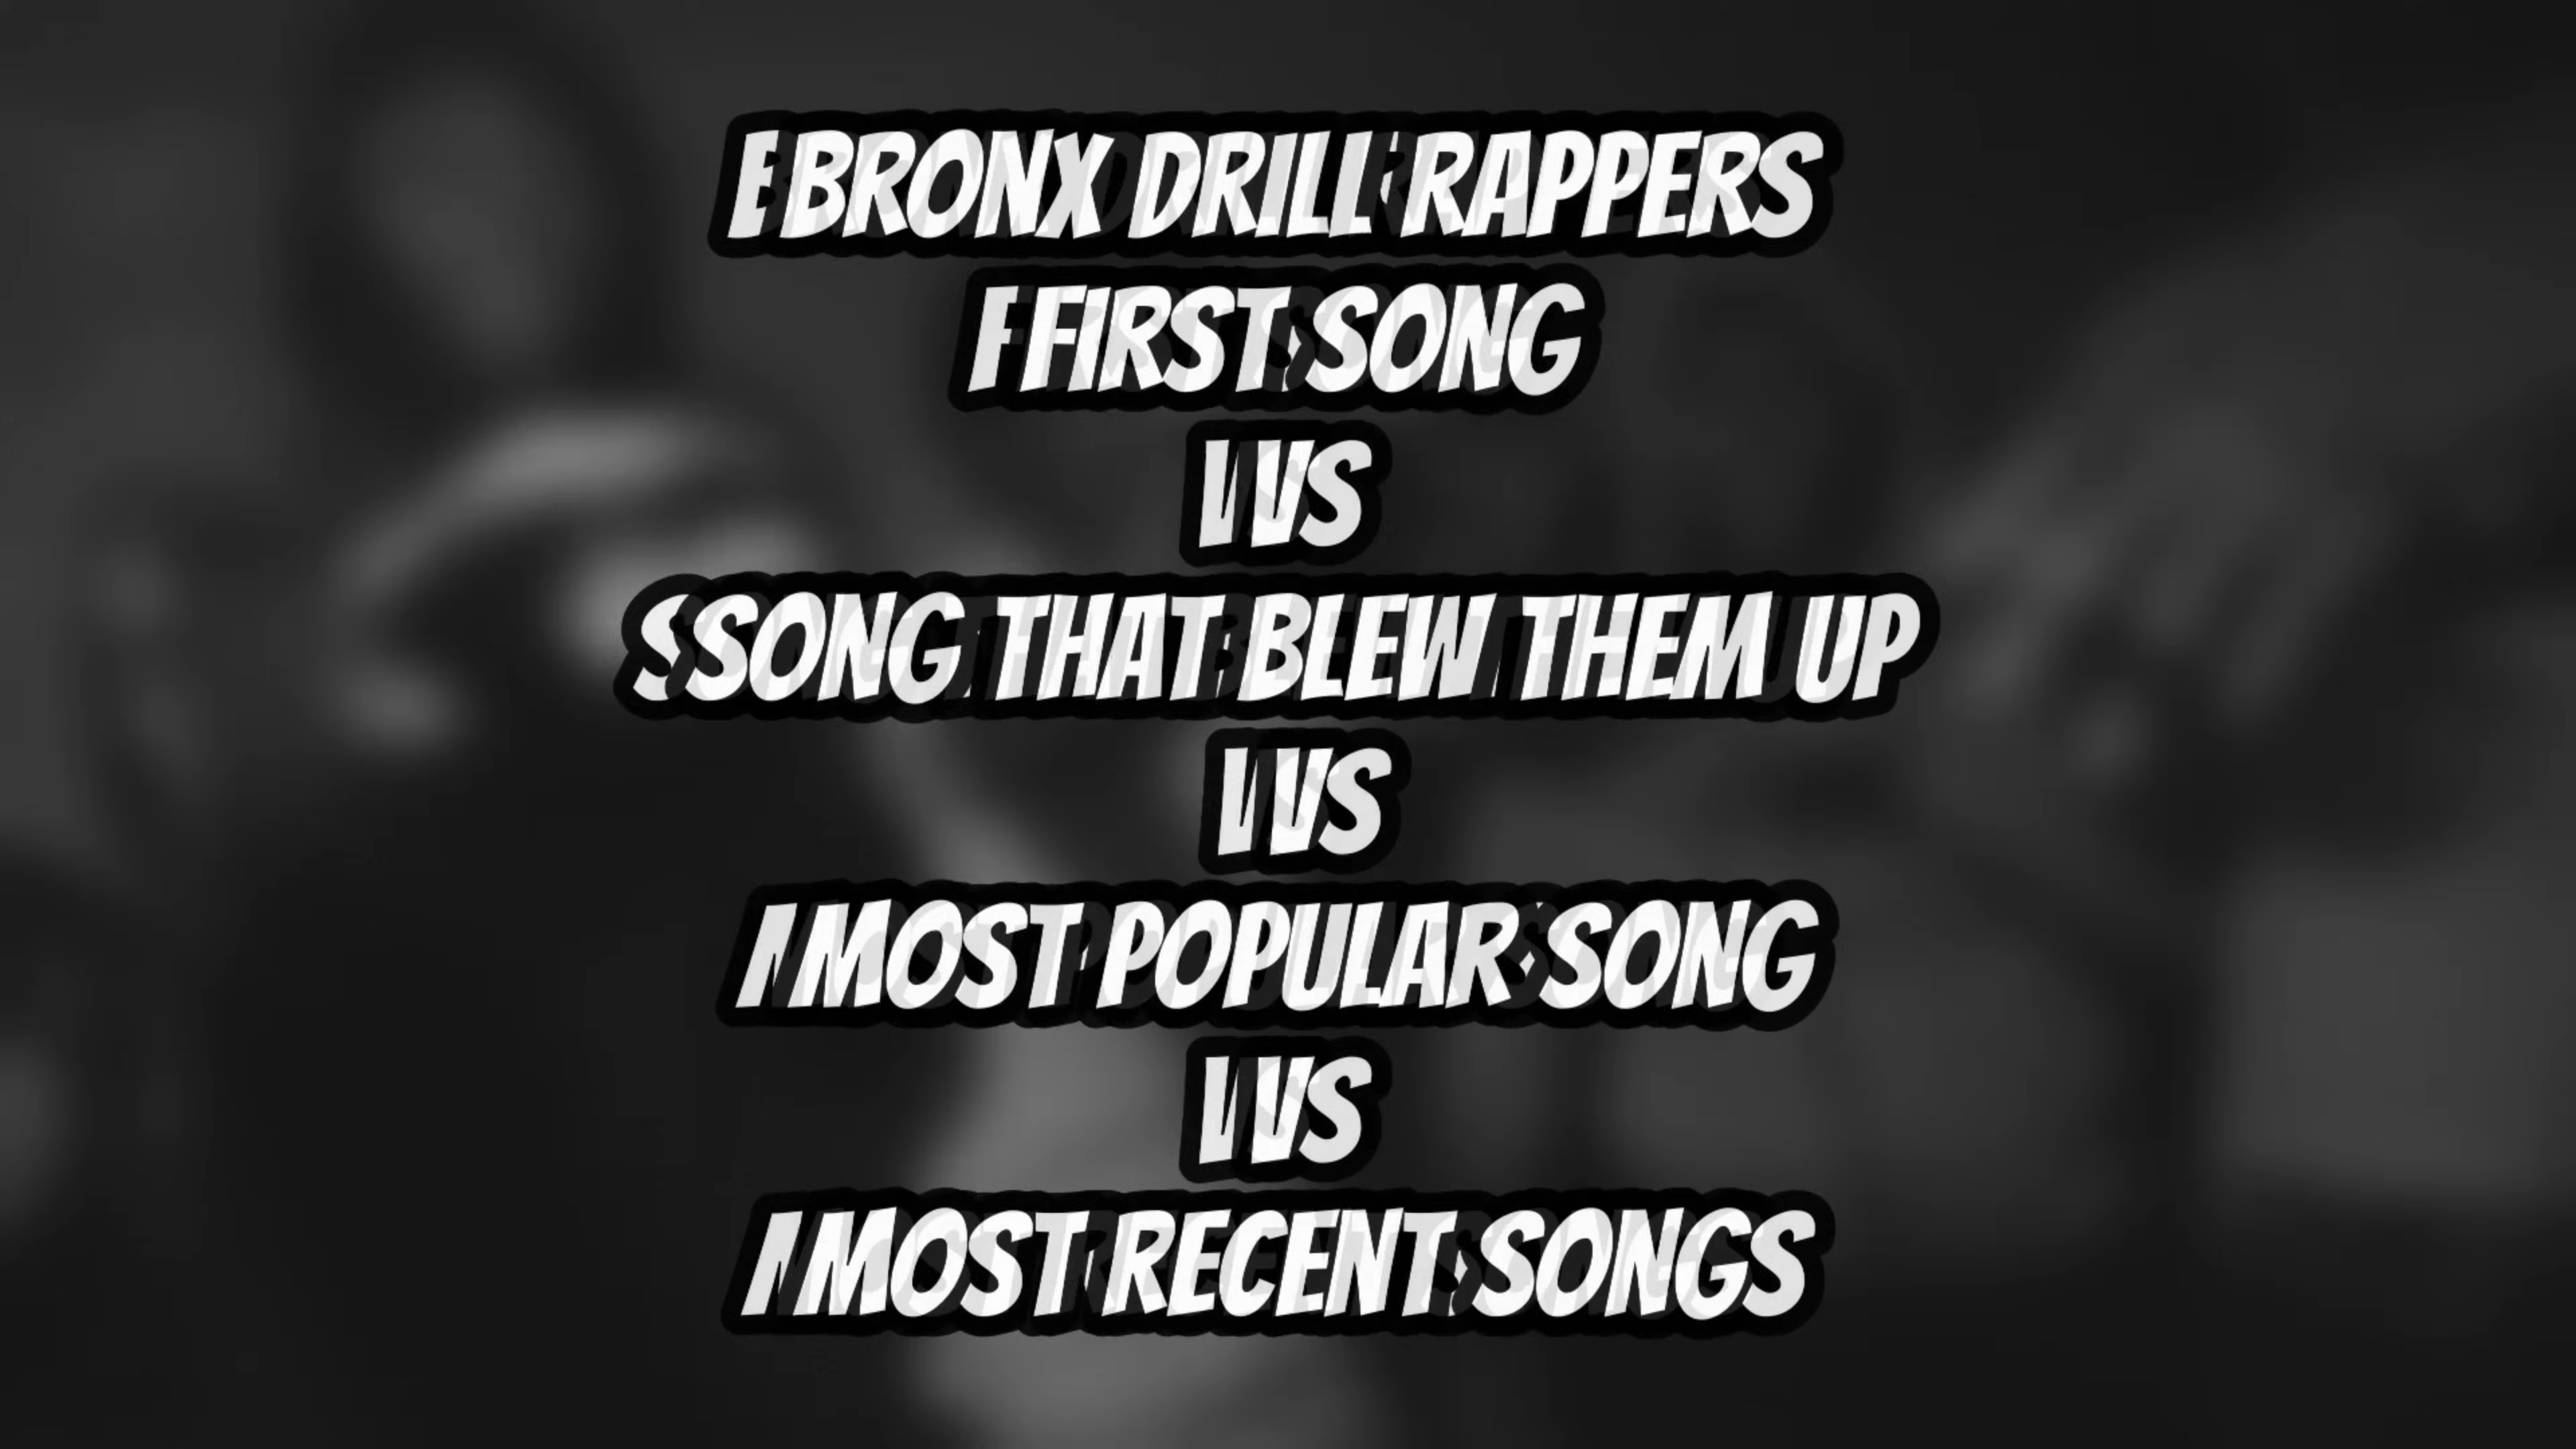 BRONX DRILL RAPPERS
FIRST SONG
VS
SONG THAT BLEW THEM UP
VS
MOST POPULAR SONG
VS
MOST RECENT SONGS